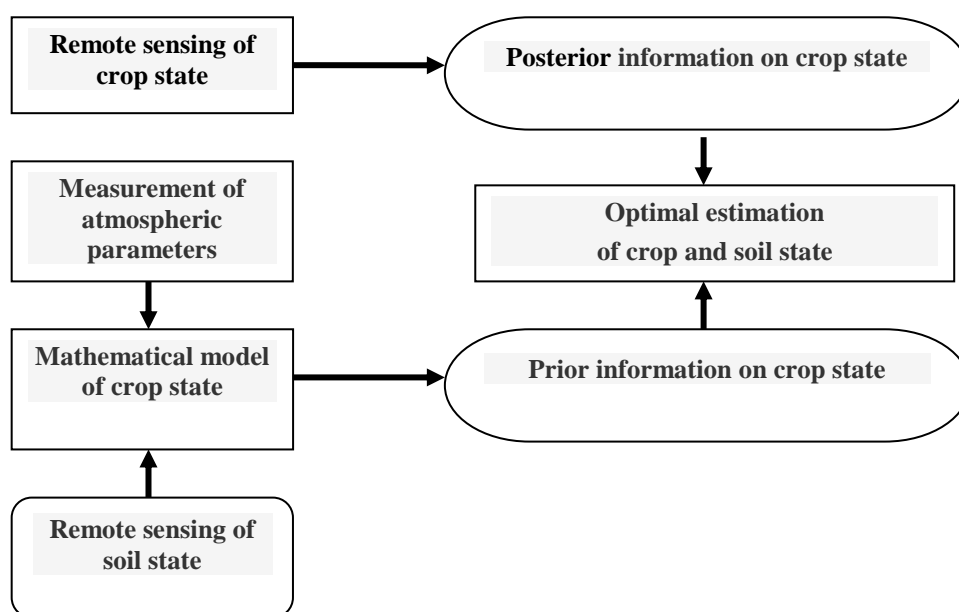 Remote sensing of
crop state
Posterior information on crop state
Measurement of
atmospheric
parameters
Optimal estimation
of crop and soil state
Mathematical model
of crop state
Prior information on crop state
Remote sensing of
soil state